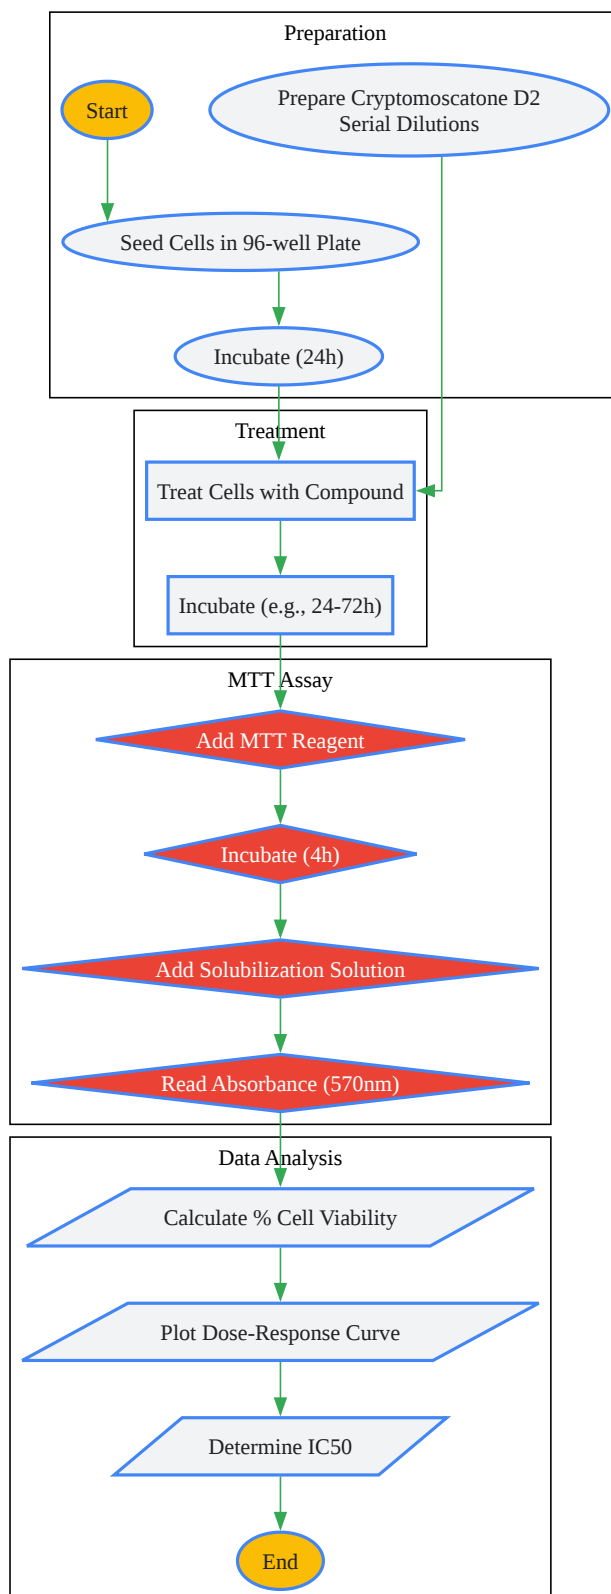 Preparation
Start
Prepare Cryptomoscatone D2
Serial Dilutions
Seed Cells in 96-well Plate
Incubate (24h)
Treatment
Treat Cells with Compound
Incubate (e.g., 24-72h)
MTT Assay
Add MTT Reagent
Incubate (4h)
Add Solubilization Solution
Read Absorbance (570nm)
Data Analysis
Calculate % Cell Viability
Plot Dose-Response Curve
Determine IC50
End